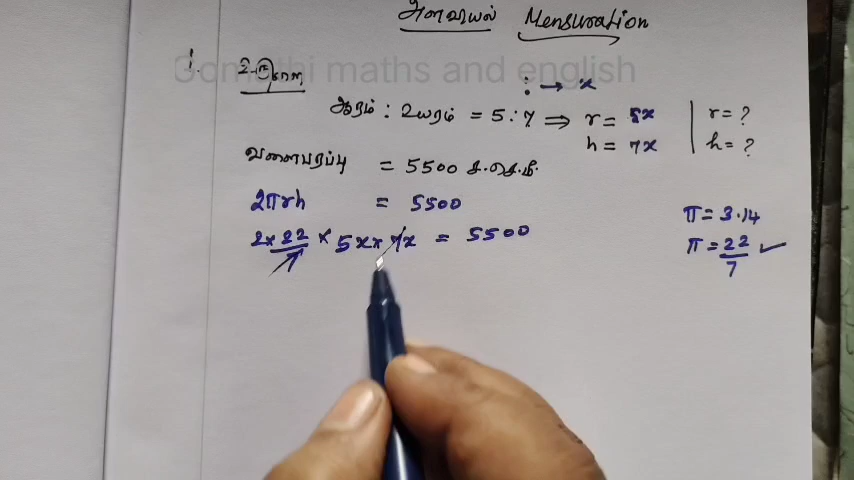 அளவியல் Mensuration
Gomathi maths and english
1. உருளை
: → x
ஆரம் : உயரம் = 5 : 7 ⇒ r = 5x | r = ?
h = 7x | h = ?
வளைபரப்பு = 5500 ச.செ.மீ.
2πrh = 5500
2 × 22 × 5x × 7x = 5500
π = 3.14
π = 22/7 ✓